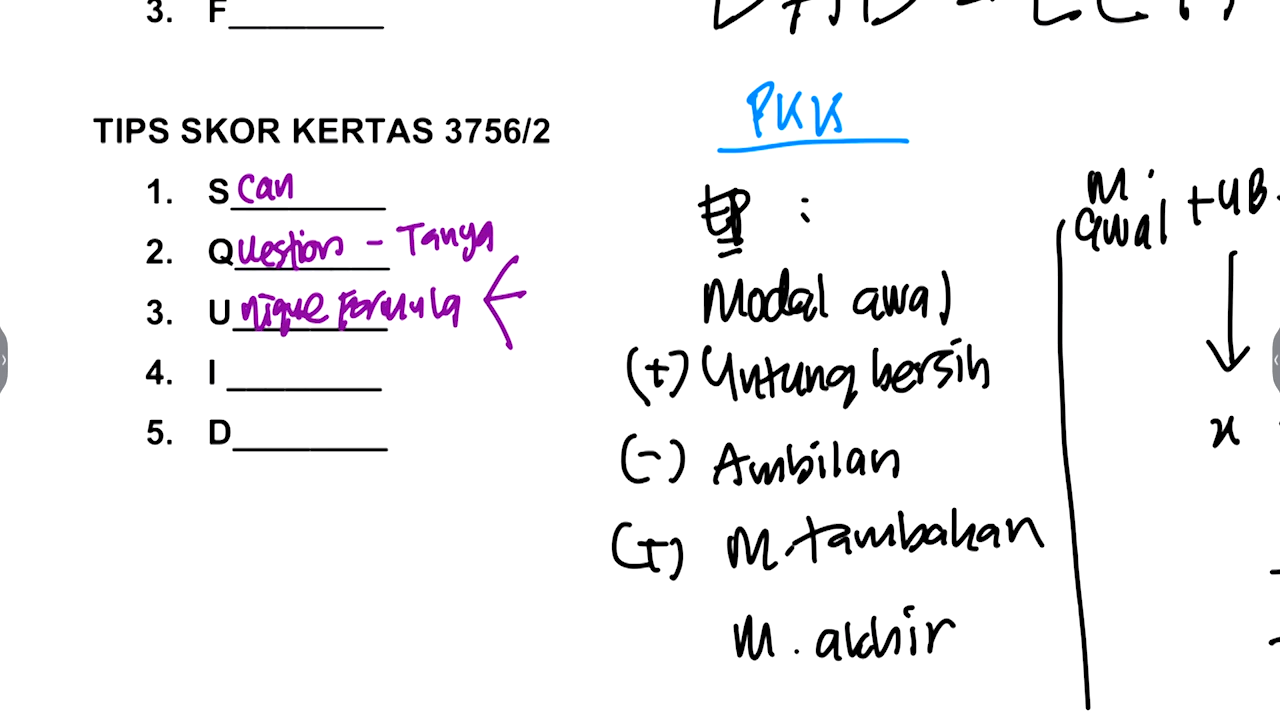 3. F
TIPS SKOR KERTAS 3756/2
1. Scan
2. Question - Tanya
3. Unique Formula
4. I
5. D
PKK
:
Modal awal
(+) Untung bersih
(-) Ambilan
(+) M. tambahan
M. akhir
M. awal + UB
x